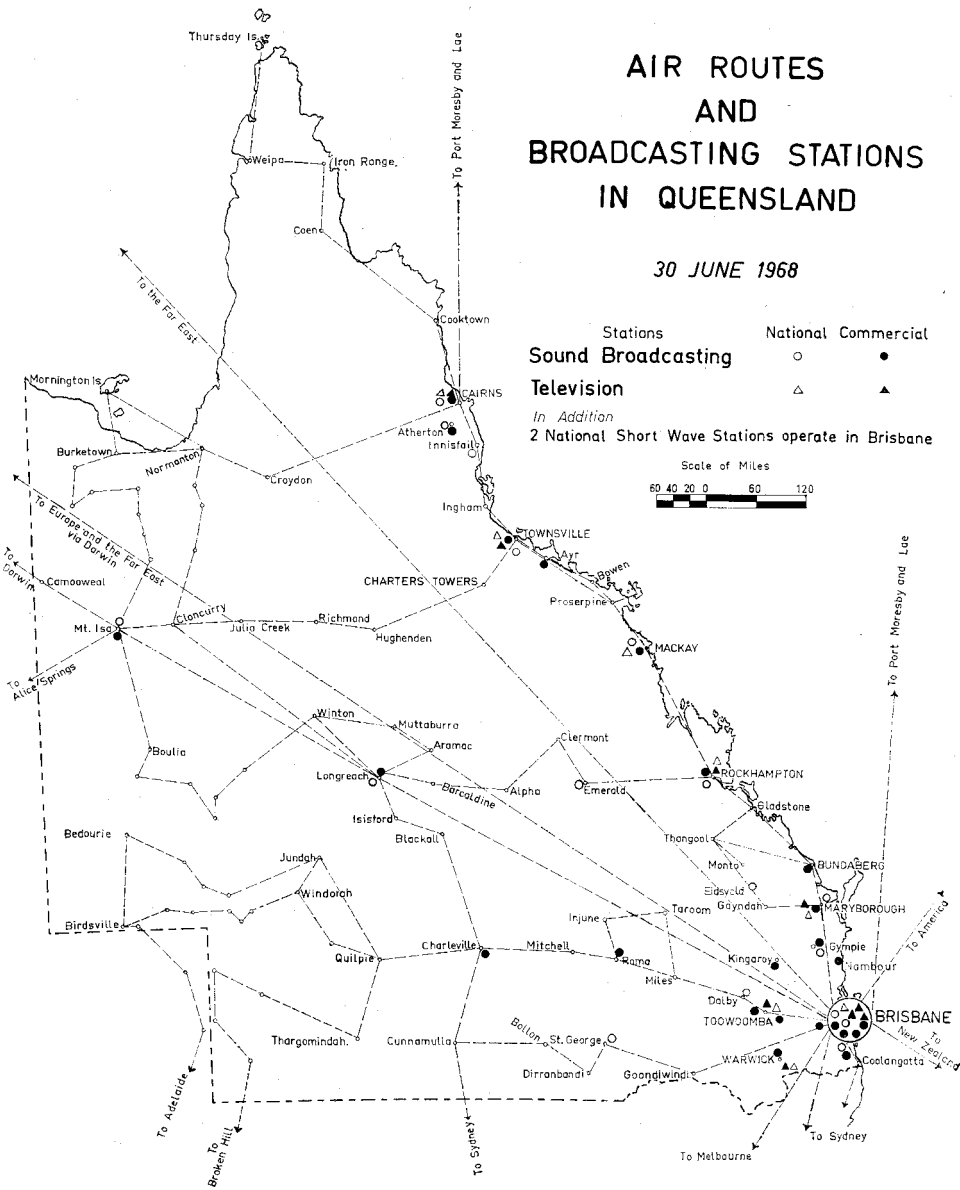 AIR ROUTES
AND
BROADCASTING STATIONS
IN QUEENSLAND
30 JUNE 1968
Stations National Commercial
Sound Broadcasting
Television
In Addition
2 National Short Wave Stations operate in Brisbane
Scale of Miles
60 40 20 0 60 120
Thursday Is.
To Port Moresby and Lae
Weipa
Iron Range.
Coen
To the Far East
Cooktown
Mornington Is.
CAIRNS
Atherton
Innisfail
Burketown
Normanton
Croydon
To Europe and the Far East
via Darwin
Ingham
TOWNSVILLE
Ayr
Bowen
To
Darwin
Camooweal
CHARTERS TOWERS
Proserpine
To Port Moresby and Lae
Cloncurry
Mt. Isa
Julia Creek
Richmond
Hughenden
MACKAY
To
Alice Springs
Winton
Muttaburra
Boulia
Aramac
Clermont
Longreach
Barcaldine
Alpha
Emerald
ROCKHAMPTON
Gladstone
Isisford
Blackall
Bedourie
Thangool
Jundah
Monto
BUNDABERG
Windorah
Eidsvold
Gayndah
MARYBOROUGH
Birdsville
Injune
Taroom
To America
Quilpie
Charleville
Mitchell
Roma
Kingaroy
Gympie
Nambour
Miles
Dalby
TOOWOOMBA
BRISBANE
To
New Zealand
Thargomindah.
Cunnamulla
Bollon
St. George
Dirranbandi
Goondiwindi
WARWICK
Coolangatta
To Adelaide
To
Broken Hill
To Sydney
To Melbourne
To Sydney